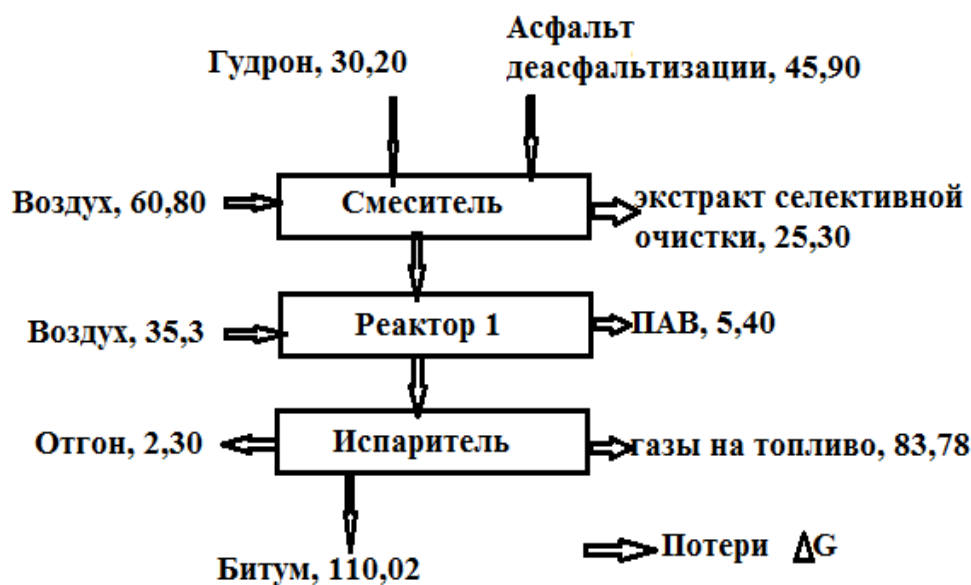 Асфальт
деасфальтизации, 45,90
Гудрон, 30,20
Воздух, 60,80
Смеситель
экстракт селективной
очистки, 25,30
Воздух, 35,3
Реактор 1
ПАВ, 5,40
Отгон, 2,30
Испаритель
газы на топливо, 83,78
Битум, 110,02
Потери ΔG